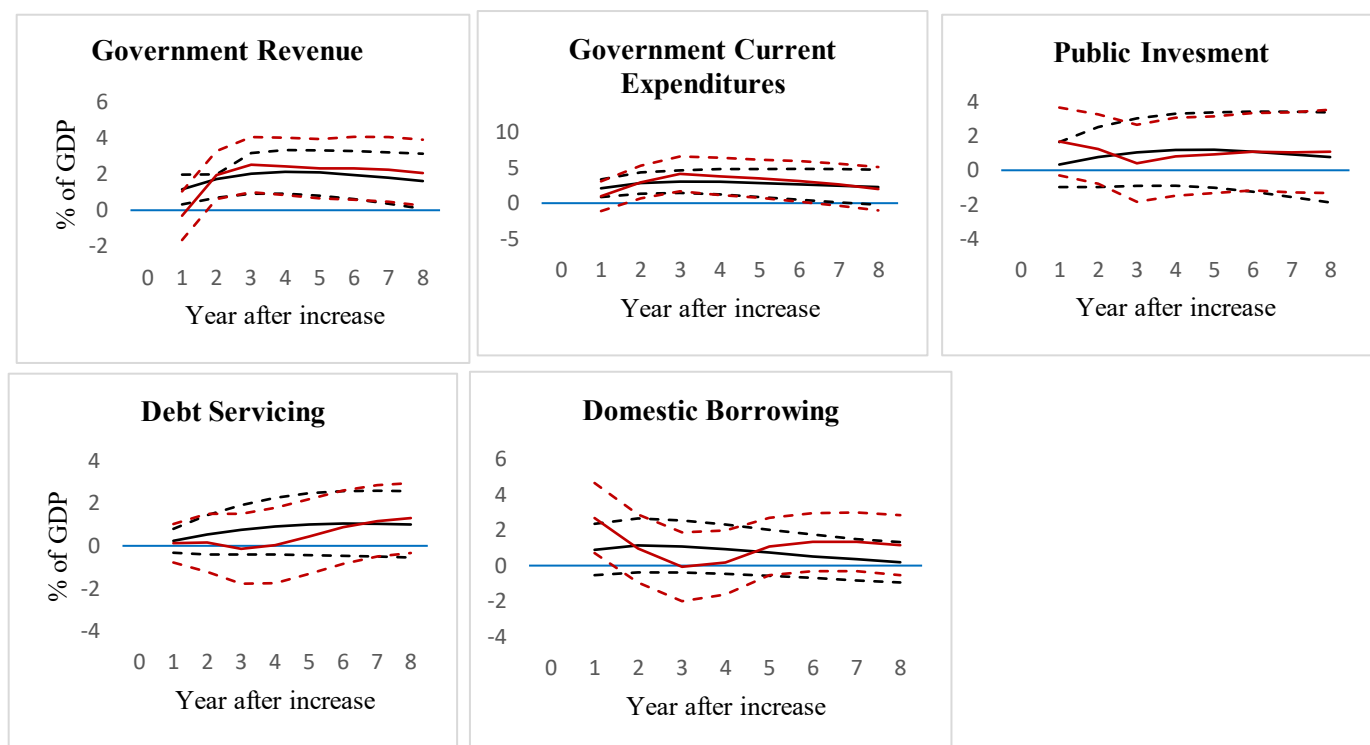 Government Revenue
% of GDP
6
4
2
0
-2
0 1 2 3 4 5 6 7 8
Year after increase
Government Current
Expenditures
10
5
0
-5
0 1 2 3 4 5 6 7 8
Year after increase
Public Invesment
4
2
0
-2
-4
0 1 2 3 4 5 6 7 8
Year after increase
Debt Servicing
% of GDP
4
2
0
-2
-4
0 1 2 3 4 5 6 7 8
Year after increase
Domestic Borrowing
6
4
2
0
-2
-4
0 1 2 3 4 5 6 7 8
Year after increase